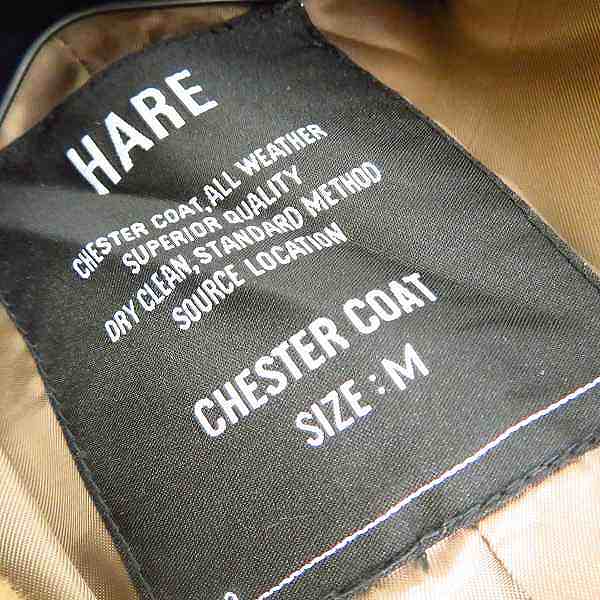 HARE
CHESTER COAT, ALL WEATHER
SUPERIOR QUALITY
DRY CLEAN, STANDARD METHOD
SOURCE LOCATION
CHESTER COAT
SIZE : M